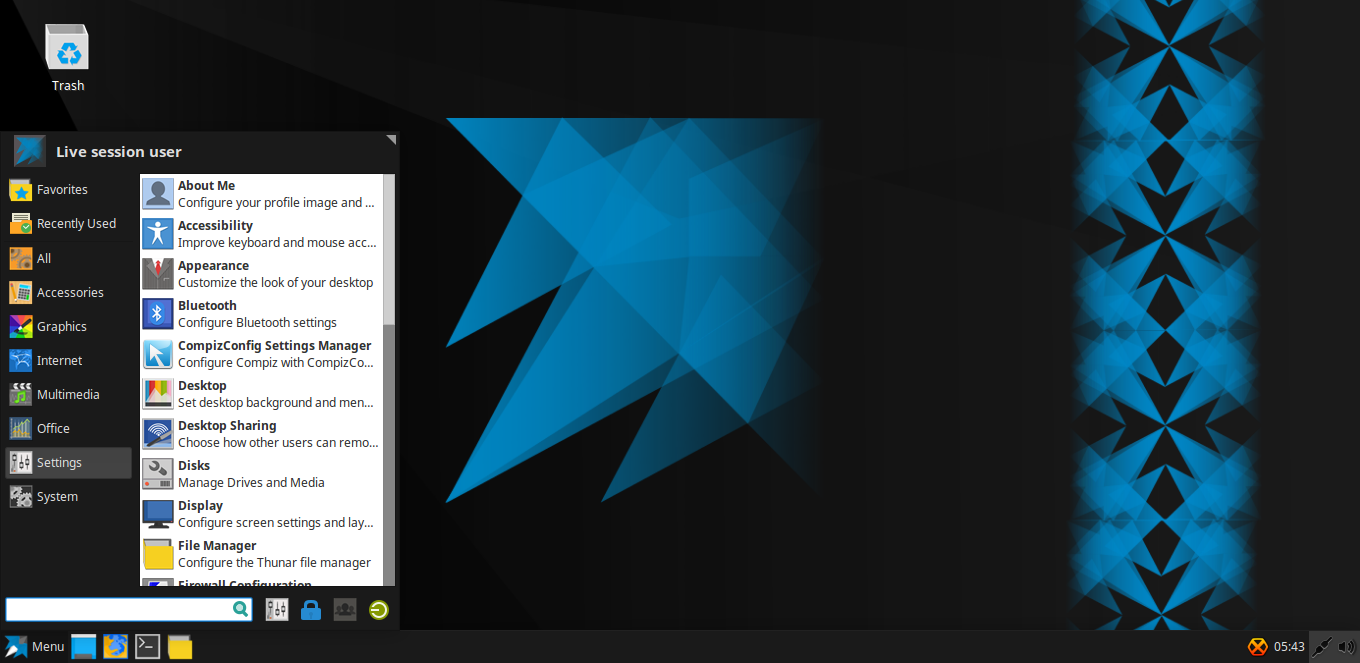 Trash
Live session user
Favorites
Recently Used
All
Accessories
Graphics
Internet
Multimedia
Office
Settings
System
About Me
Configure your profile image and ...
Accessibility
Improve keyboard and mouse acc...
Appearance
Customize the look of your desktop
Bluetooth
Configure Bluetooth settings
CompizConfig Settings Manager
Configure Compiz with CompizCo...
Desktop
Set desktop background and men...
Desktop Sharing
Choose how other users can remo...
Disks
Manage Drives and Media
Display
Configure screen settings and lay...
File Manager
Configure the Thunar file manager
Firewall Configuration
Menu
05:43